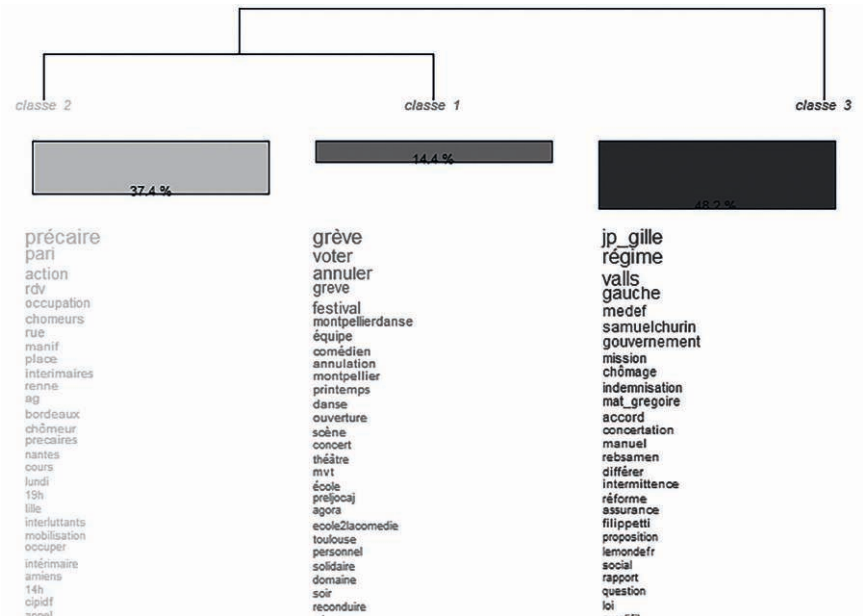 classe 2
classe 1
classe 3
37.4 %
14.4 %
48.2 %
précaire
pari
action
rdv
occupation
chomeurs
rue
manif
place
interimaires
renne
ag
bordeaux
chômeur
precaires
nantes
cours
lundi
19h
lille
interluttants
mobilisation
occuper
intérimaire
amiens
14h
cipidf
appel
grève
voter
annuler
greve
festival
montpellierdanse
équipe
comédien
annulation
montpellier
printemps
danse
ouverture
scène
concert
théâtre
mvt
école
preljocaj
agora
ecole2lacomedie
toulouse
personnel
solidaire
domaine
soir
reconduire
jp_gille
régime
valls
gauche
medef
samuelchurin
gouvernement
mission
chômage
indemnisation
mat_gregoire
accord
concertation
manuel
rebsamen
différer
intermittence
réforme
assurance
filippetti
proposition
lemondefr
social
rapport
question
loi